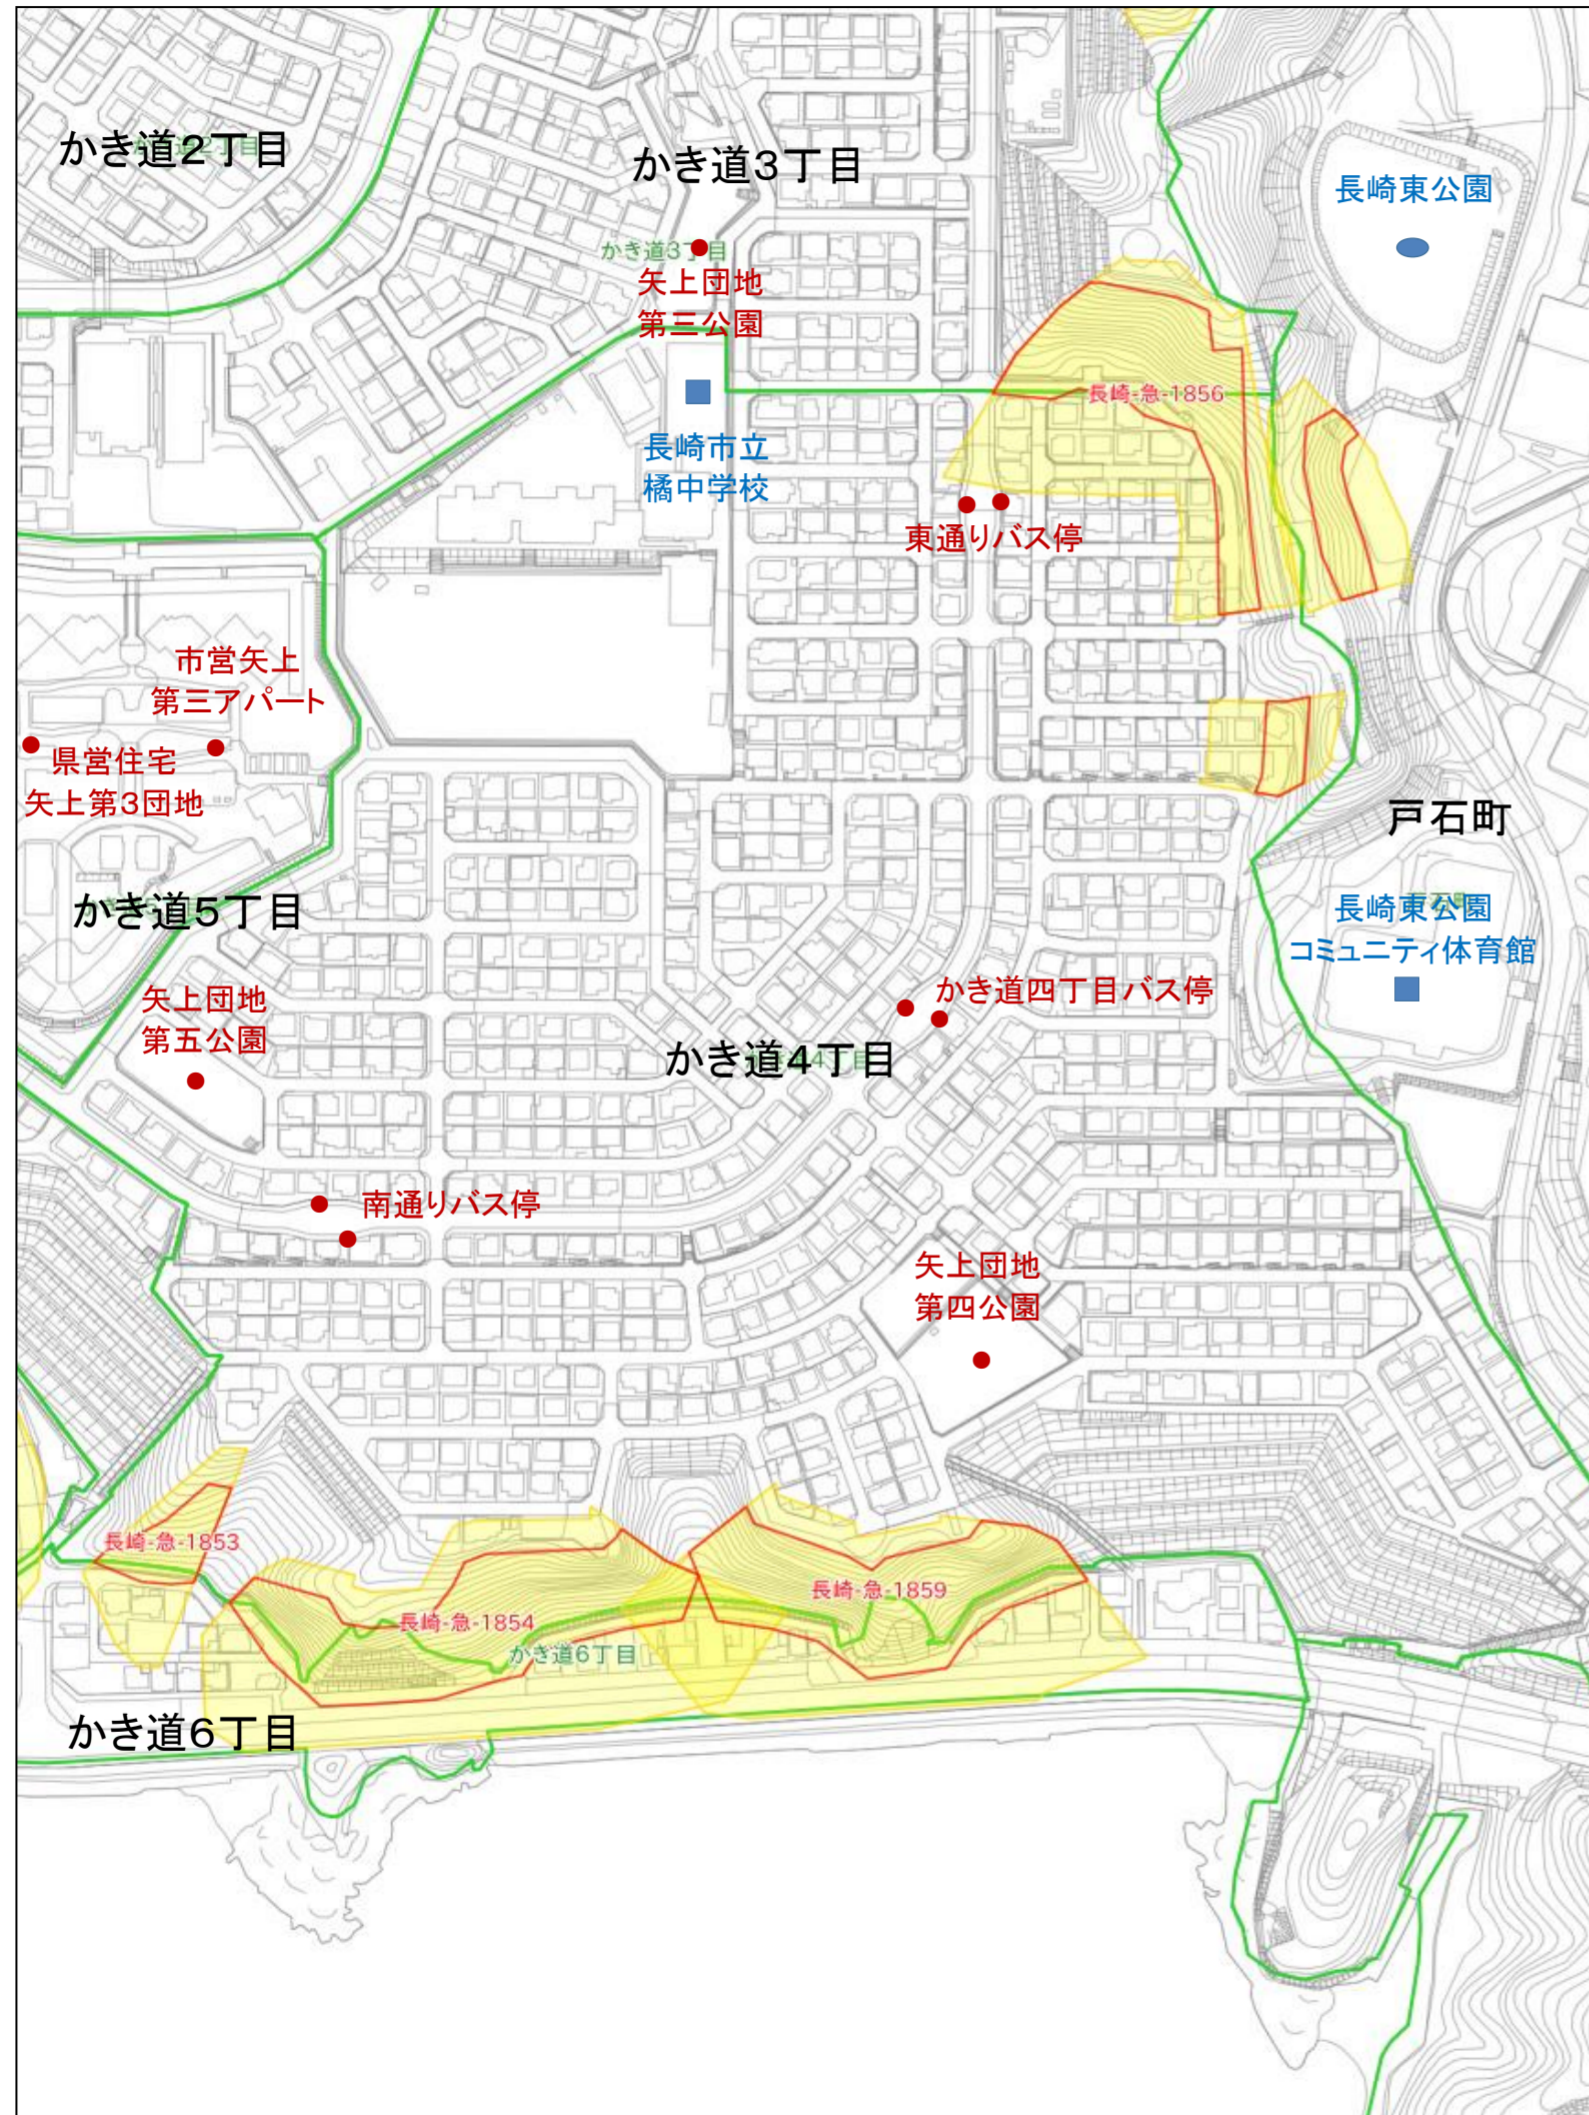 かき道2丁目
かき道3丁目
長崎東公園
かき道3丁目
矢上団地
第三公園
長崎-急-1856
長崎市立
橘中学校
東通りバス停
市営矢上
第三アパート
県営住宅
矢上第3団地
戸石町
かき道5丁目
長崎東公園
コミュニティ体育館
矢上団地
第五公園
かき道四丁目バス停
かき道4丁目
南通りバス停
矢上団地
第四公園
長崎-急-1853
長崎-急-1859
長崎-急-1854
かき道6丁目
かき道6丁目